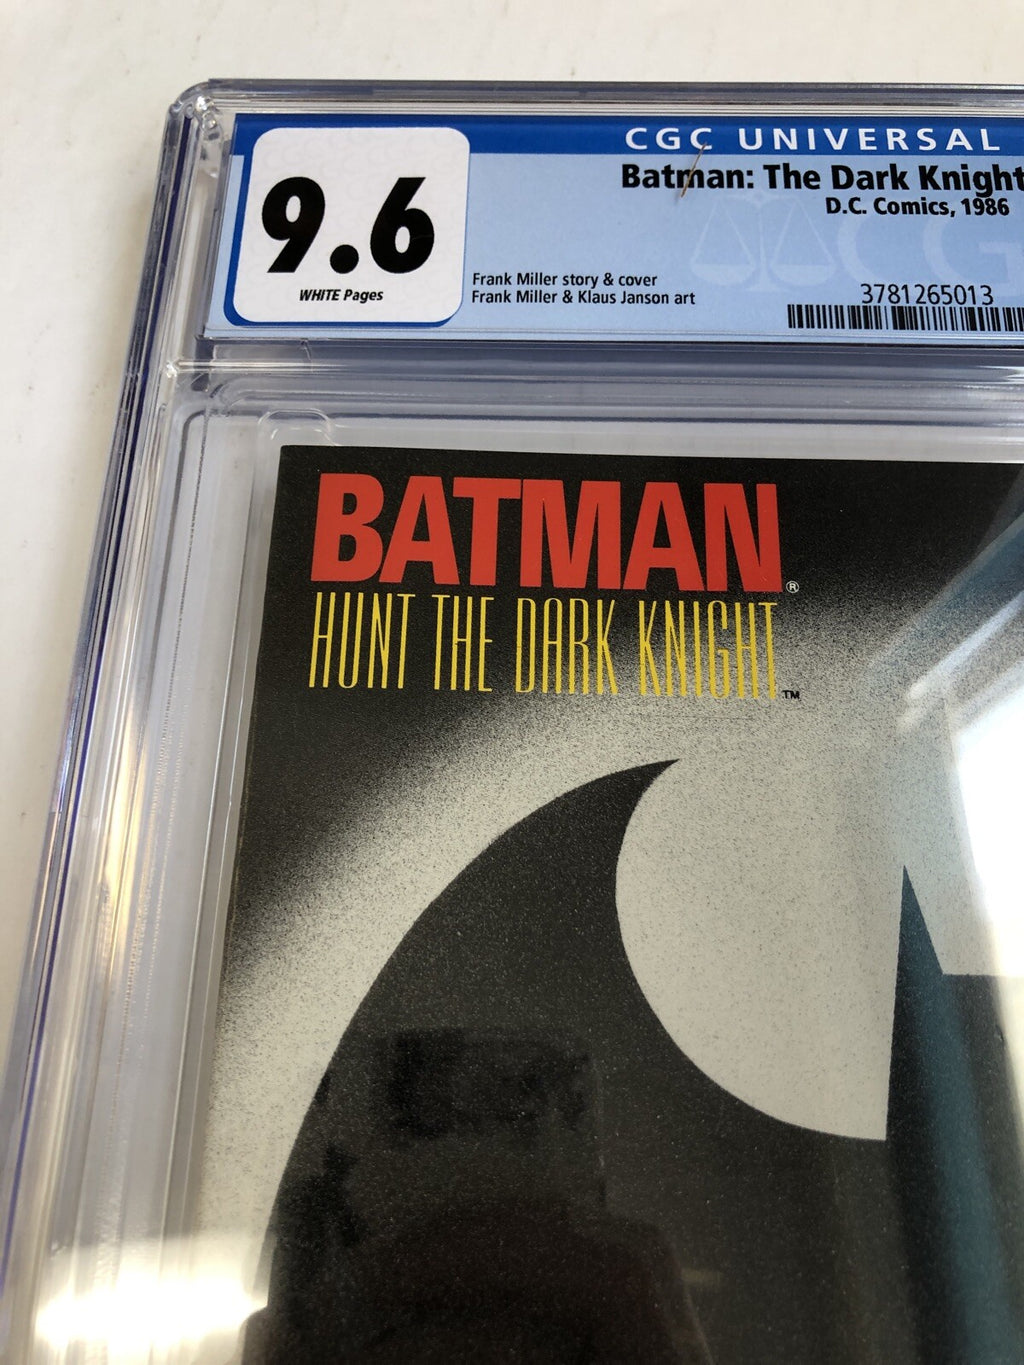 CGC UNIVERSAL
9.6
WHITE Pages
Batman: The Dark Knight
D.C. Comics, 1986
Frank Miller story & cover
Frank Miller & Klaus Janson art
3781265013
CG
BATMAN®
HUNT THE DARK KNIGHT™